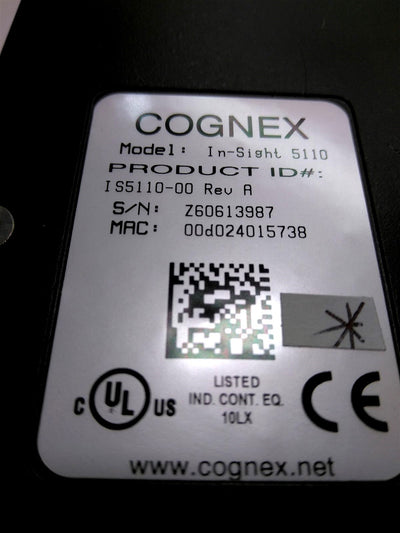 COGNEX
Model: In-Sight 5110
PRODUCT ID#:
IS5110-00 Rev A
S/N: Z60613987
MAC: 00d024015738
C UL US
LISTED
IND. CONT. EQ.
10LX
CE
www.cognex.net